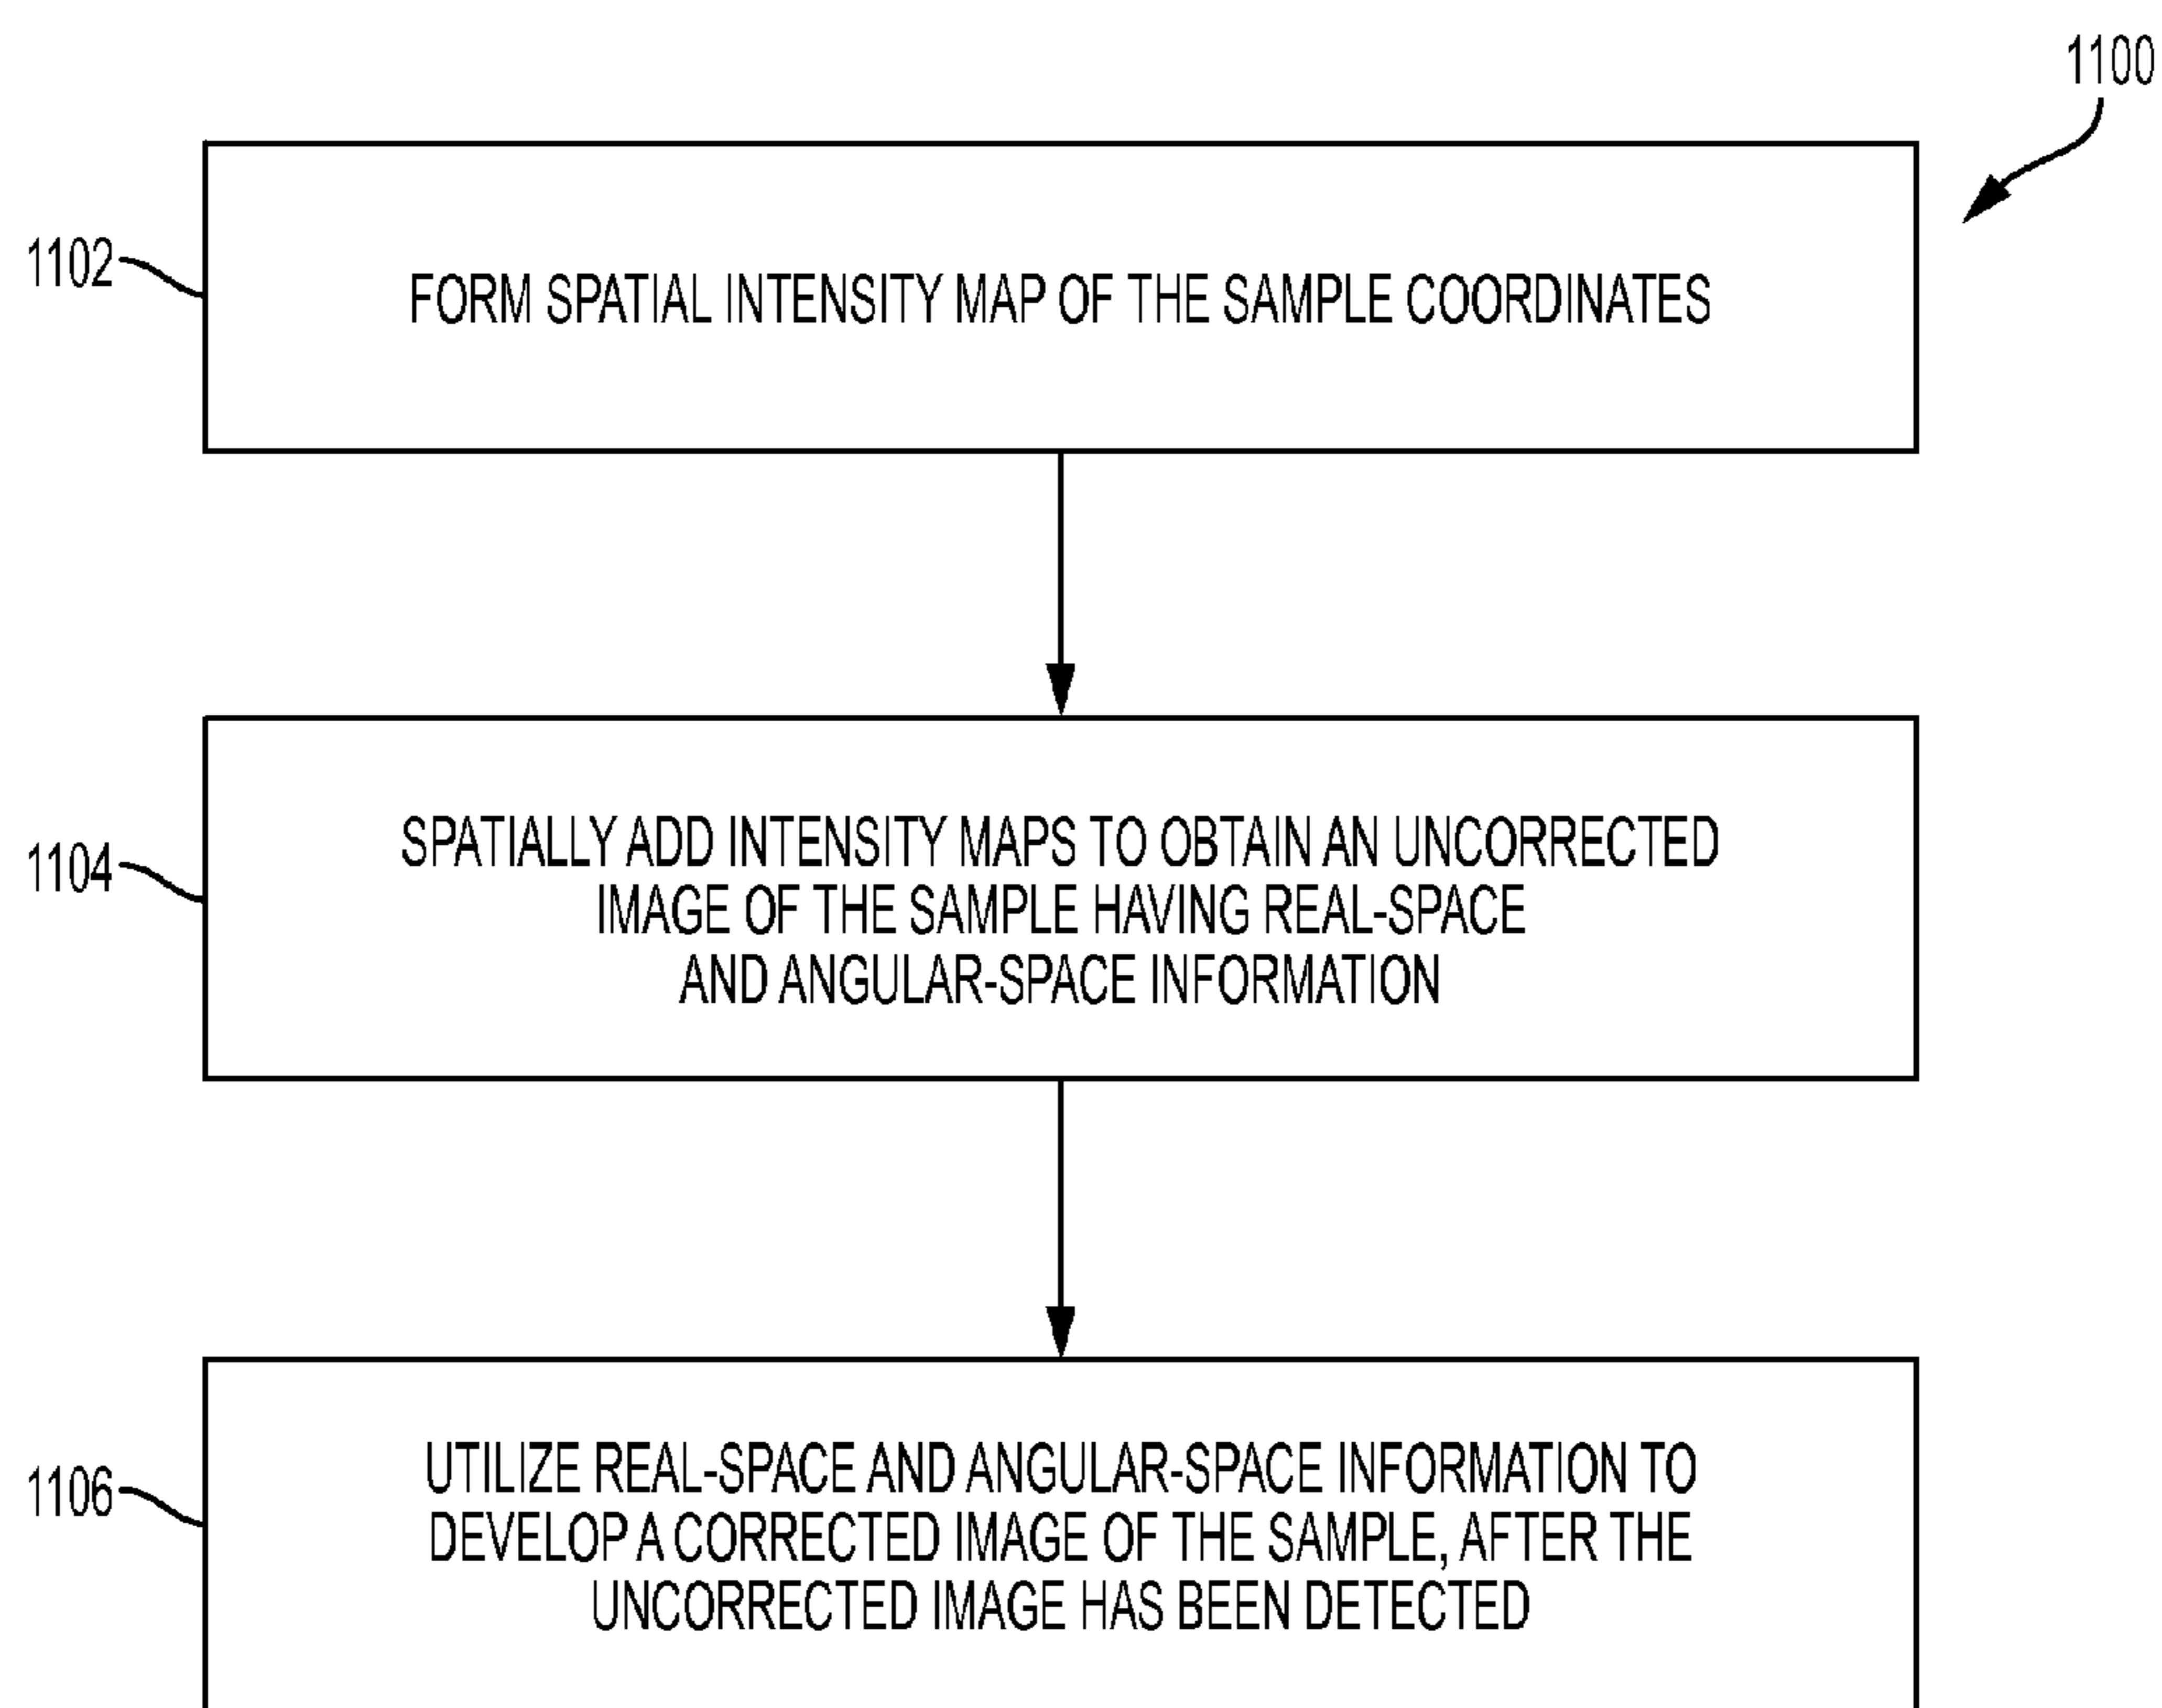 1100
1102
FORM SPATIAL INTENSITY MAP OF THE SAMPLE COORDINATES
1104
SPATIALLY ADD INTENSITY MAPS TO OBTAIN AN UNCORRECTED
IMAGE OF THE SAMPLE HAVING REAL-SPACE
AND ANGULAR-SPACE INFORMATION
1106
UTILIZE REAL-SPACE AND ANGULAR-SPACE INFORMATION TO
DEVELOP A CORRECTED IMAGE OF THE SAMPLE, AFTER THE
UNCORRECTED IMAGE HAS BEEN DETECTED